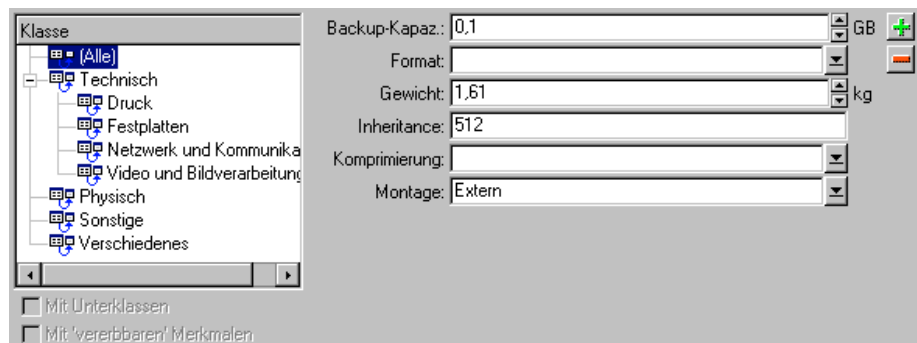 Klasse
(Alle)
Technisch
Druck
Festplatten
Netzwerk und Kommunika
Video und Bildverarbeitung
Physisch
Sonstige
Verschiedenes
Mit Unterklassen
Mit 'vererbbaren' Merkmalen
Backup-Kapaz.: 0,1 GB
Format:
Gewicht: 1,61 kg
Inheritance: 512
Komprimierung:
Montage: Extern